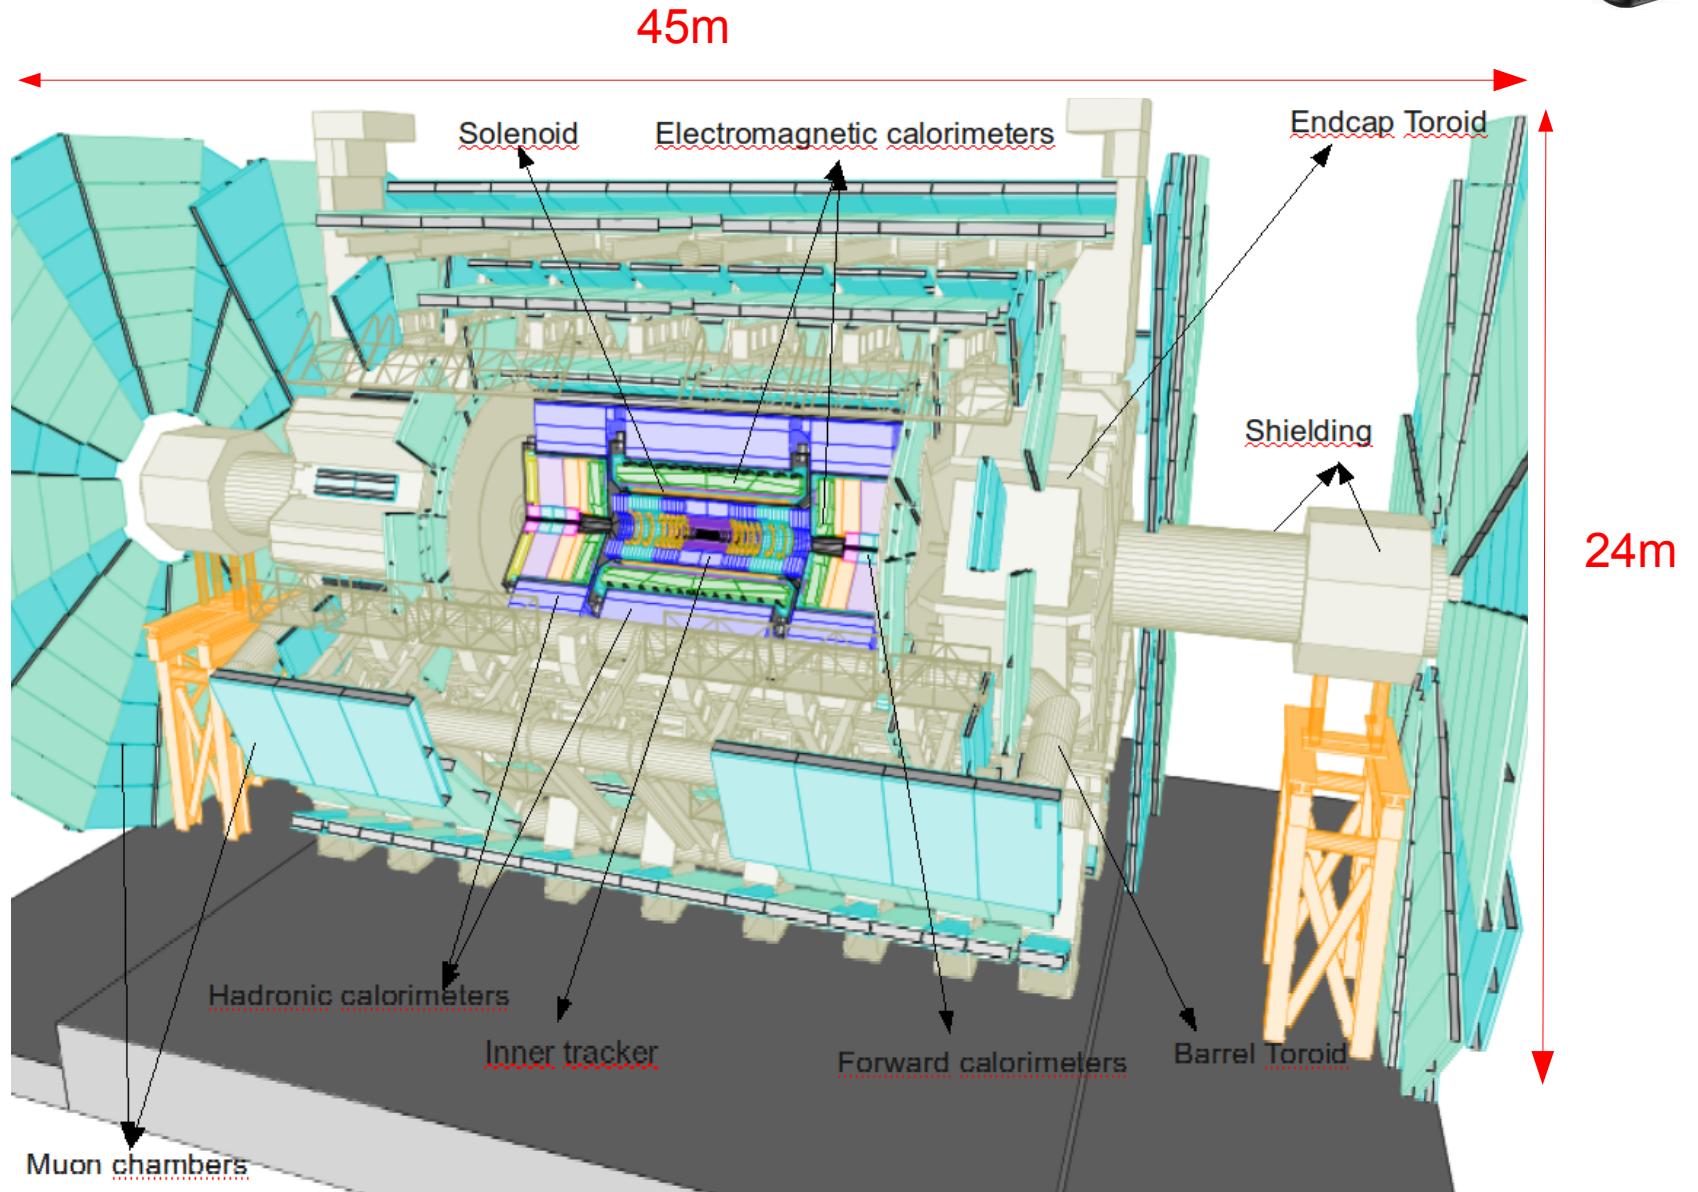 45m
Solenoid
Electromagnetic calorimeters
Endcap Toroid
Shielding
24m
Hadronic calorimeters
Inner tracker
Forward calorimeters
Barrel Toroid
Muon chambers